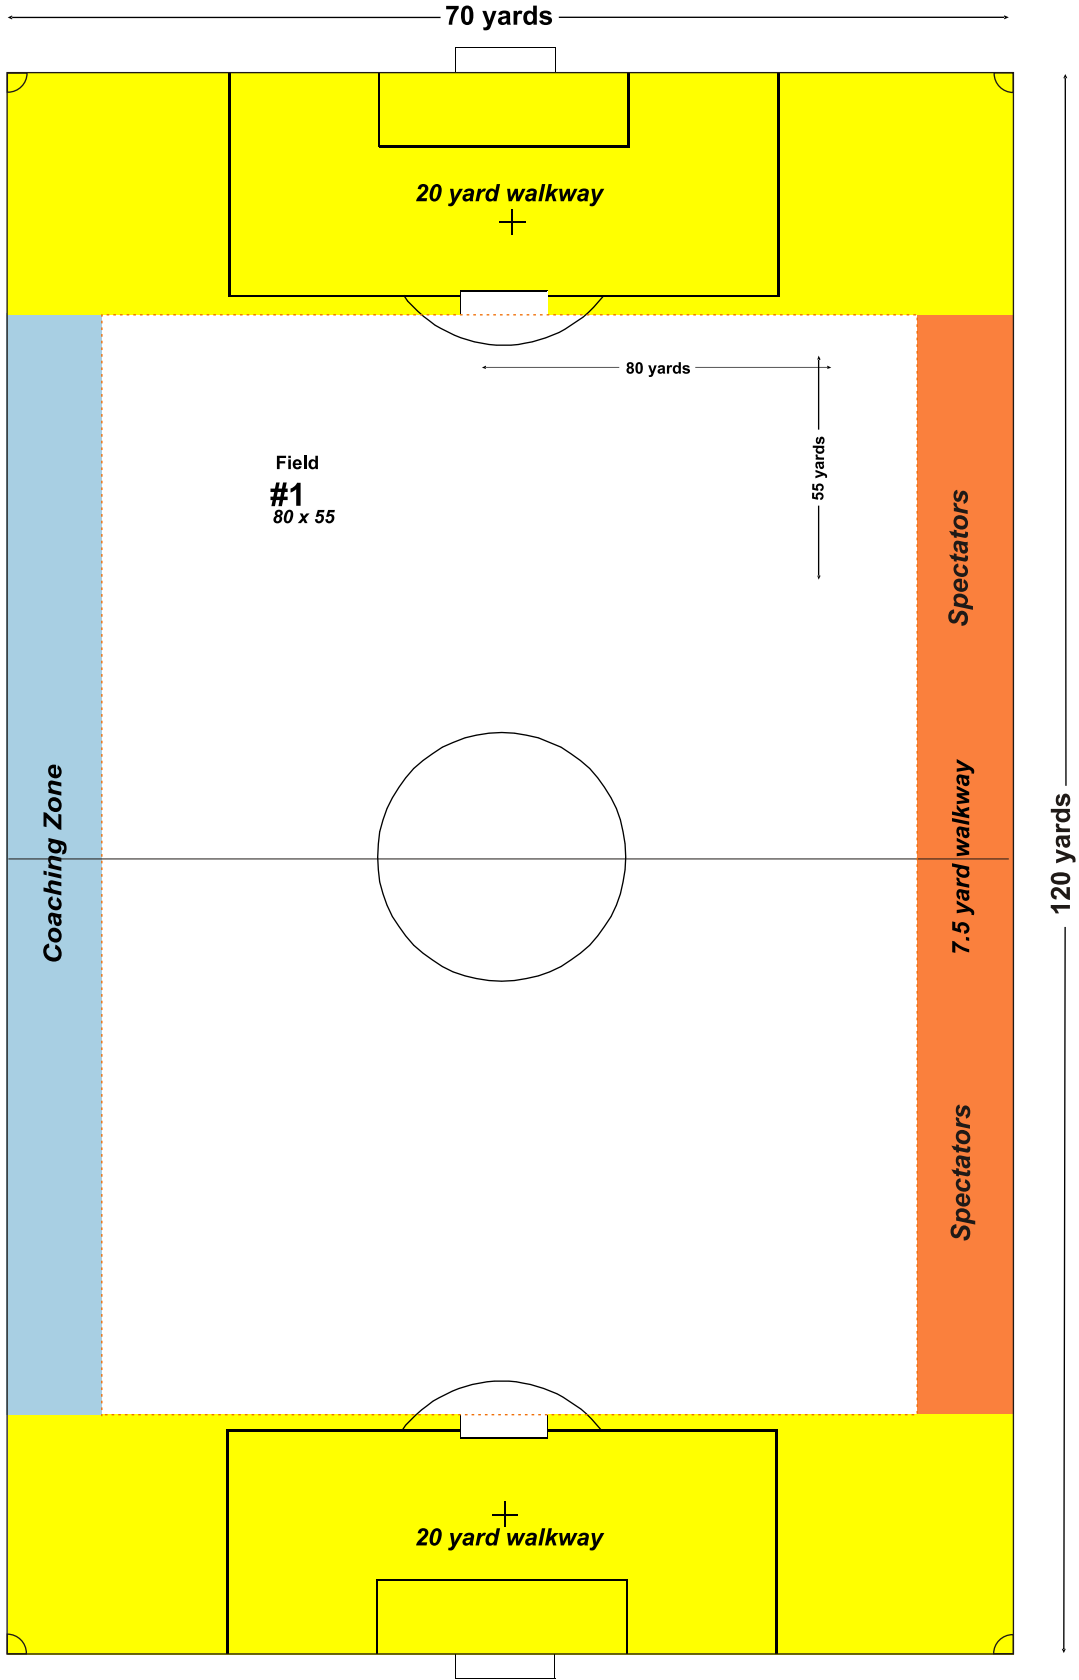 70 yards
20 yard walkway
80 yards
55 yards
Field
#1
80 x 55
Spectators
Coaching Zone
7.5 yard walkway
120 yards
Spectators
20 yard walkway